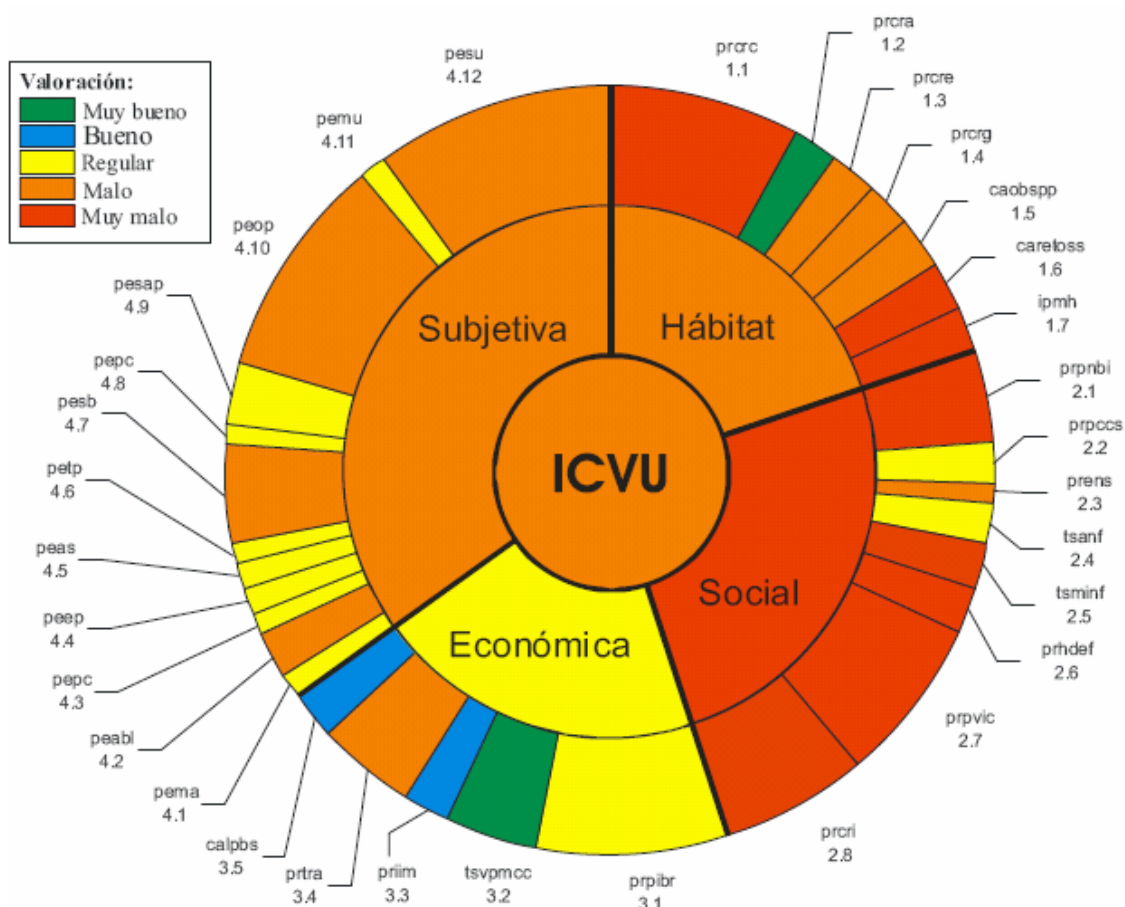 Valoración:
Muy bueno
Bueno
Regular
Malo
Muy malo
prcrc
1.1
prcra
1.2
prcre
1.3
prcrg
1.4
caobspp
1.5
caretoss
1.6
ipmh
1.7
prpnbi
2.1
prpccs
2.2
prens
2.3
tsanf
2.4
tsminf
2.5
prhdef
2.6
prpvic
2.7
prcri
2.8
prpibr
3.1
tsvpmcc
3.2
priim
3.3
prtra
3.4
calpbs
3.5
pema
4.1
peabl
4.2
pepc
4.3
peep
4.4
peas
4.5
petp
4.6
pesb
4.7
pepc
4.8
pesap
4.9
peop
4.10
pemu
4.11
pesu
4.12
Subjetiva
Hábitat
ICVU
Social
Económica